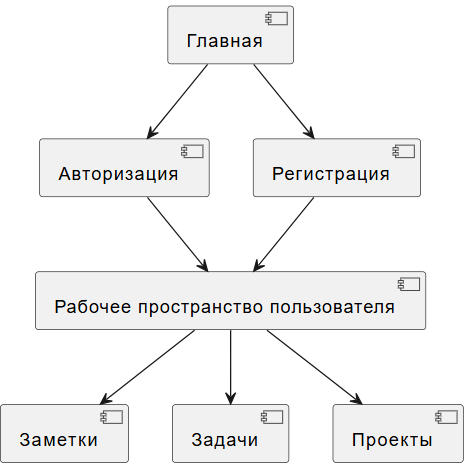 Главная
Авторизация
Регистрация
Рабочее пространство пользователя
Заметки
Задачи
Проекты